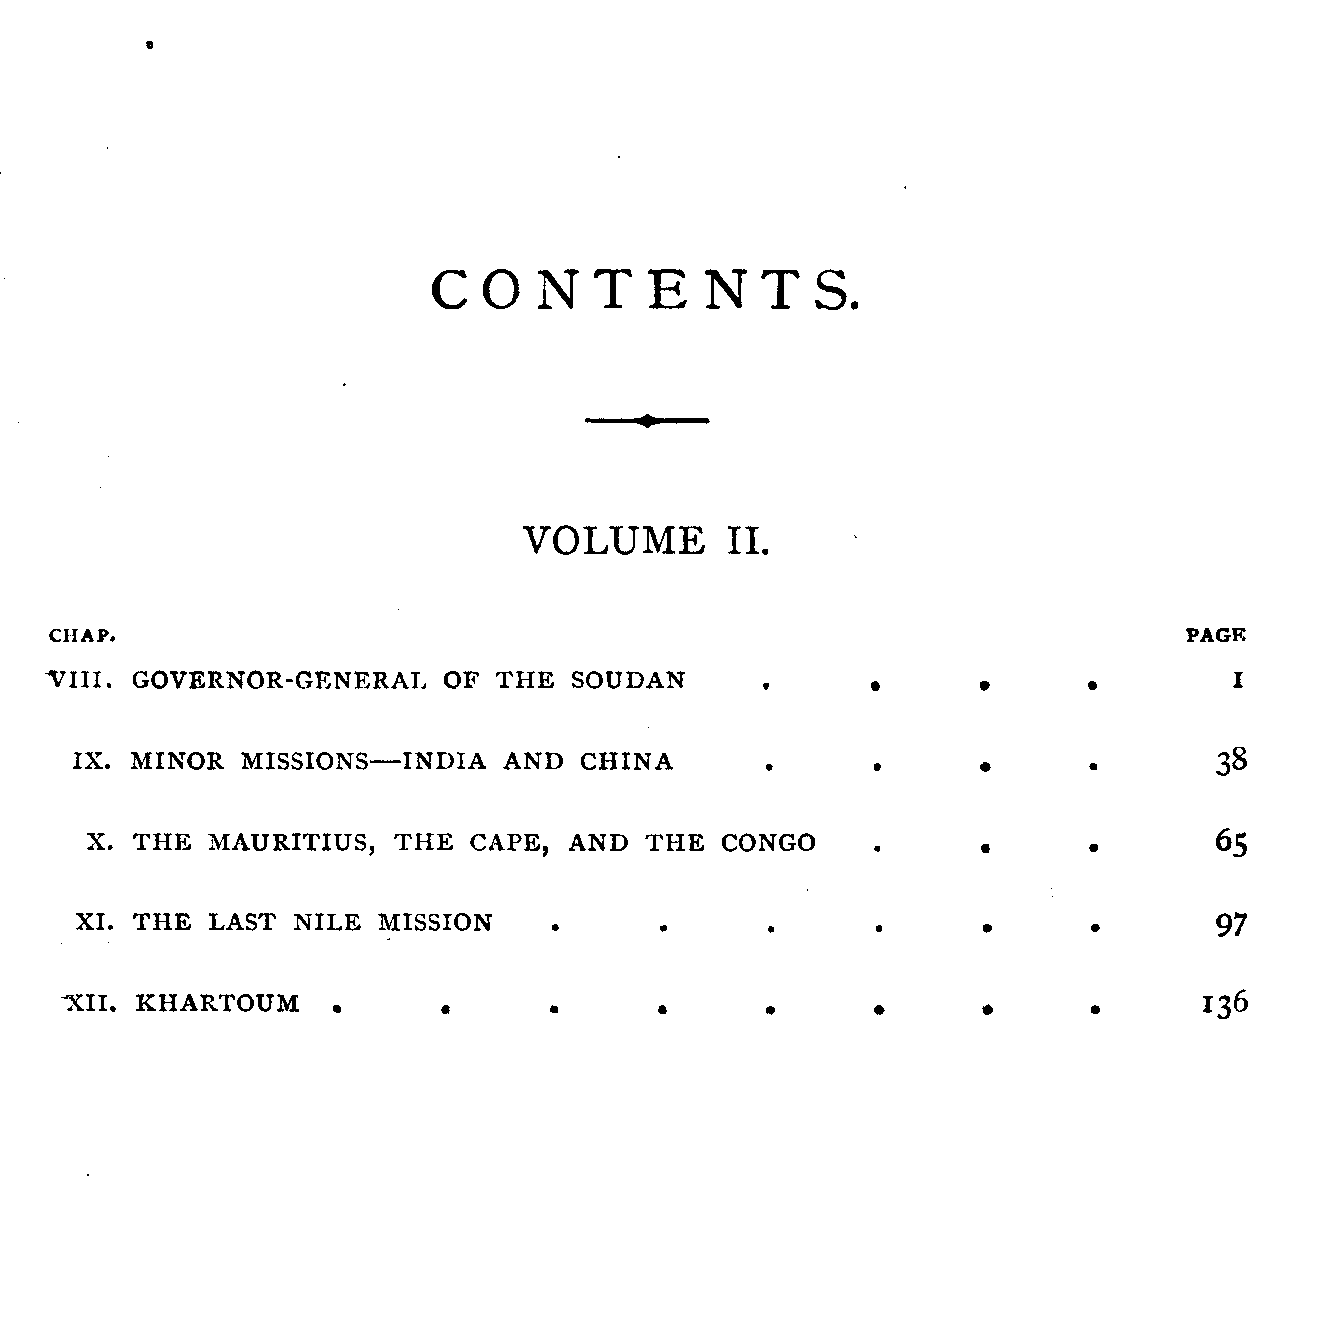 CONTENTS.
VOLUME II.
CHAP. PAGE
VIII. GOVERNOR-GENERAL OF THE SOUDAN . . . . 1
IX. MINOR MISSIONS—INDIA AND CHINA . . . . 38
X. THE MAURITIUS, THE CAPE, AND THE CONGO . . . 65
XI. THE LAST NILE MISSION . . . . . . 97
XII. KHARTOUM . . . . . . . . 136